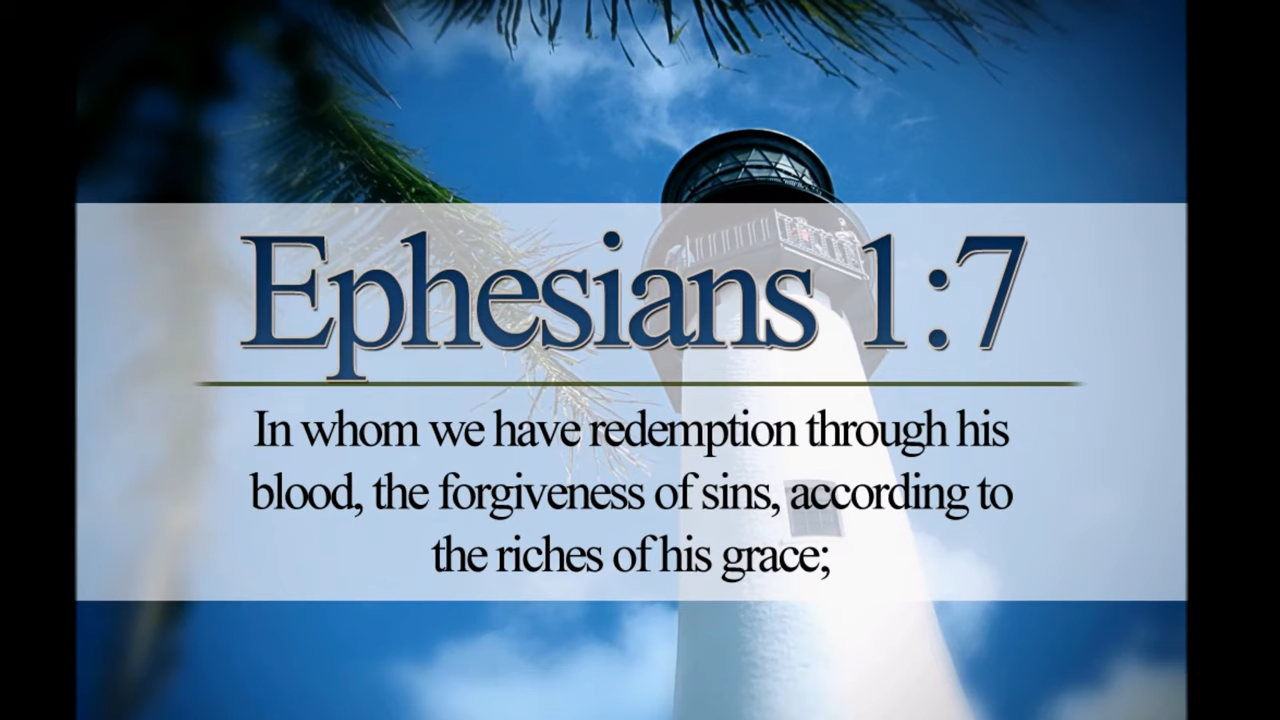 Ephesians 1:7
In whom we have redemption through his
blood, the forgiveness of sins, according to
the riches of his grace;